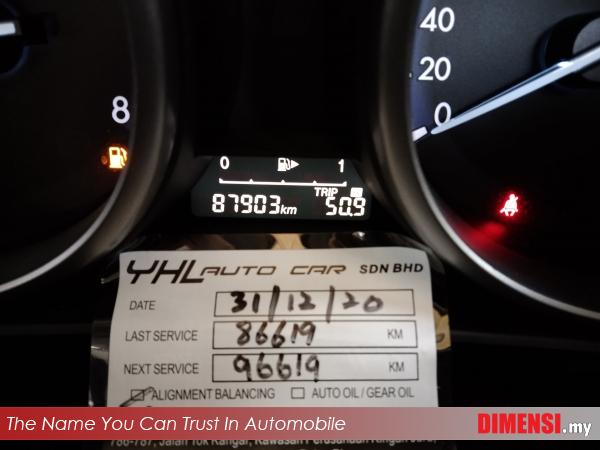 40
20
0
8
0 1
TRIP
87903km 50.9
YHL AUTO CAR SDN BHD
DATE 31/12/20
LAST SERVICE 86619 KM
NEXT SERVICE 96619 KM
ALIGNMENT BALANCING AUTO OIL / GEAR OIL
The Name You Can Trust In Automobile
DIMENSI.my